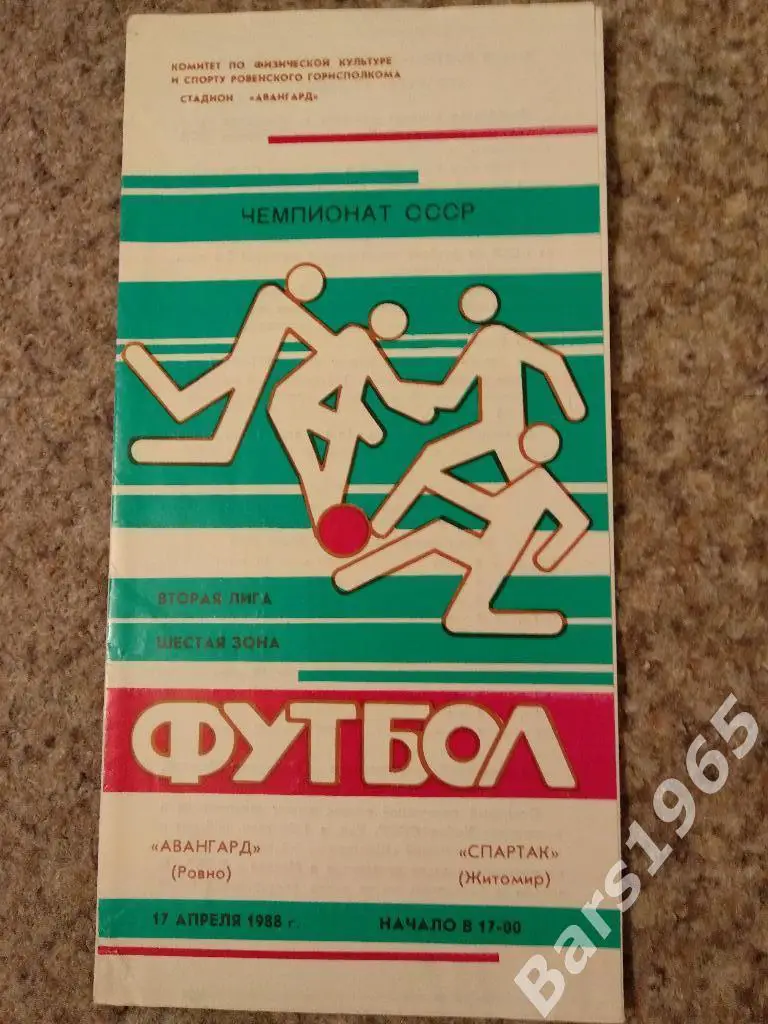 КОМИТЕТ ПО ФИЗИЧЕСКОЙ КУЛЬТУРЕ
И СПОРТУ РОВЕНСКОГО ГОРИСПОЛКОМА
СТАДИОН «АВАНГАРД»
ЧЕМПИОНАТ СССР
ВТОРАЯ ЛИГА
ШЕСТАЯ ЗОНА
ФУТБОЛ
«АВАНГАРД» «СПАРТАК»
(Ровно) (Житомир)
17 АПРЕЛЯ 1988 г. НАЧАЛО В 17-00
Bars1965